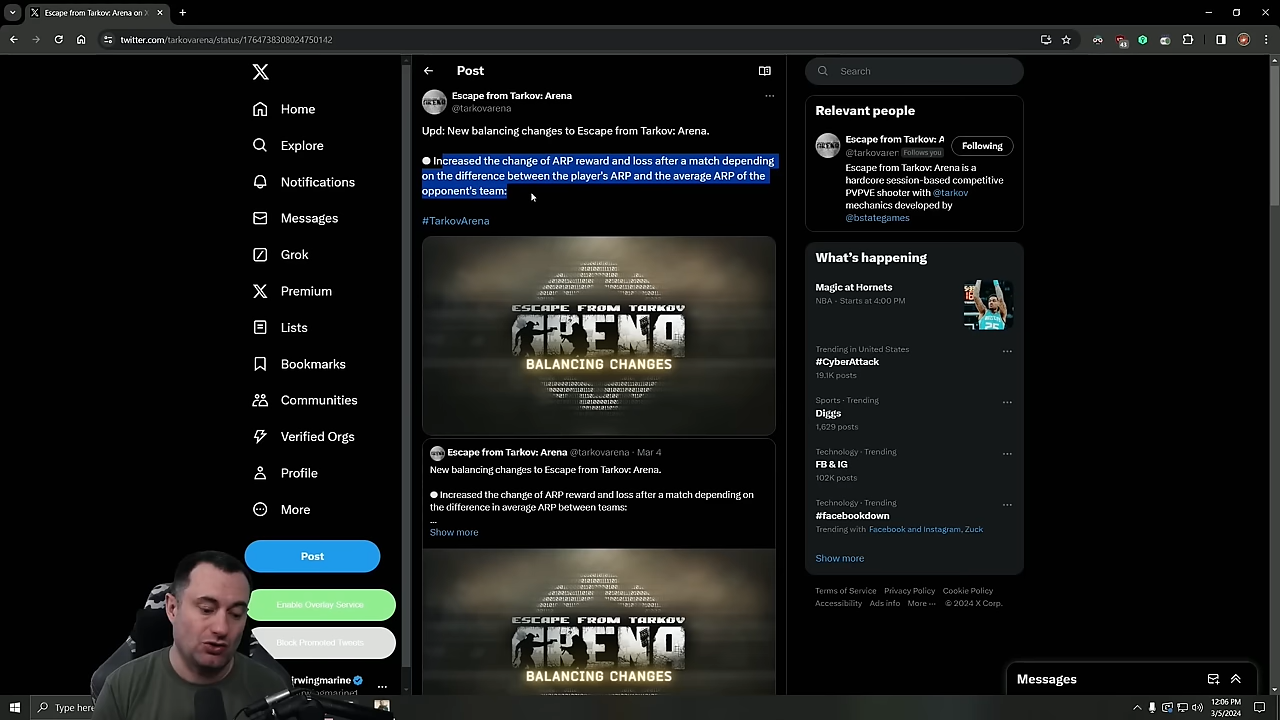 Escape from Tarkov: Arena on X
twitter.com/tarkovarena/status/1764738308024750142
43
Home
Explore
Notifications
Messages
Grok
Premium
Lists
Bookmarks
Communities
Verified Orgs
Profile
More
Post
Enable Overlay Service
Block Promoted Tweets
Post
Escape from Tarkov: Arena
@tarkovarena
Upd: New balancing changes to Escape from Tarkov: Arena.
Increased the change of ARP reward and loss after a match depending
on the difference between the player's ARP and the average ARP of the
opponent's team:
#TarkovArena
ESCAPE FROM TARKOV
ARENA
BALANCING CHANGES
Escape from Tarkov: Arena @tarkovarena · Mar 4
New balancing changes to Escape from Tarkov: Arena.
Increased the change of ARP reward and loss after a match depending on
the difference in average ARP between teams:
...
Show more
ESCAPE FROM TARKOV
ARENA
BALANCING CHANGES
Search
Relevant people
Escape from Tarkov: A
Following
@tarkovaren Follows you
Escape from Tarkov: Arena is a
hardcore session-based competitive
PVPVE shooter with @tarkov
mechanics developed by
@bstategames
What's happening
Magic at Hornets
NBA · Starts at 4:00 PM
Trending in United States
#CyberAttack
19.1K posts
Sports · Trending
Diggs
1,629 posts
Technology · Trending
FB & IG
102K posts
Technology · Trending
#facebookdown
Trending with Facebook and Instagram, Zuck
Show more
Terms of Service Privacy Policy Cookie Policy
Accessibility Ads info More ··· © 2024 X Corp.
Messages
Type here
12:06 PM
3/5/2024